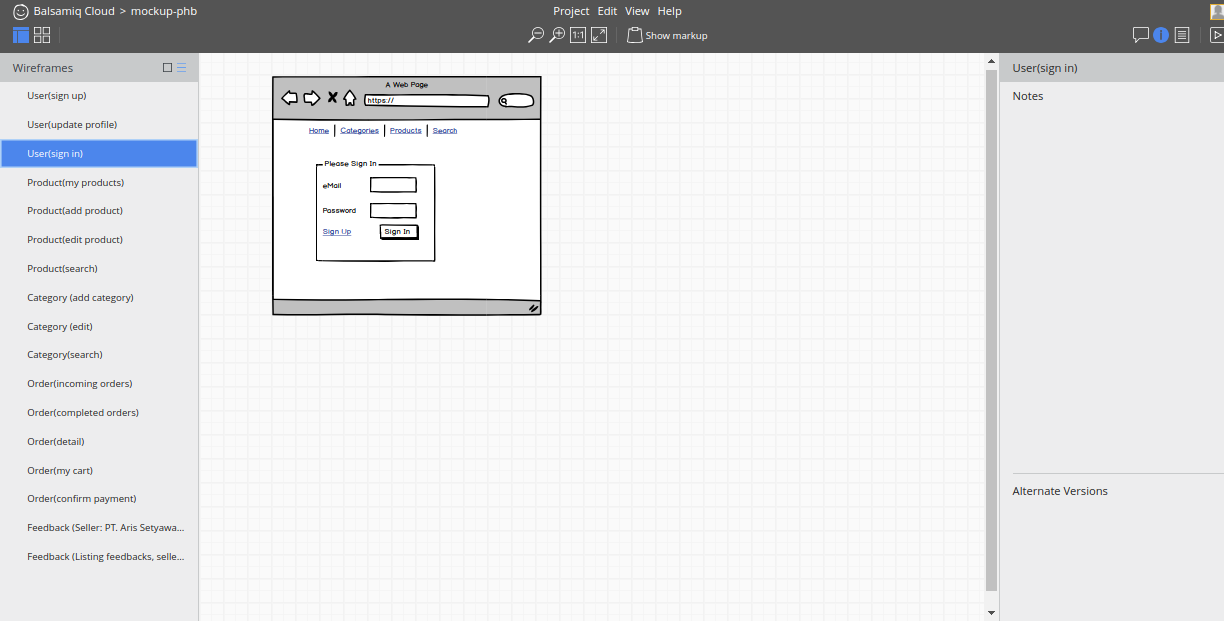 Balsamiq Cloud > mockup-phb
Project Edit View Help
1:1 Show markup
Wireframes
User(sign up)
User(update profile)
User(sign in)
Product(my products)
Product(add product)
Product(edit product)
Product(search)
Category (add category)
Category (edit)
Category(search)
Order(incoming orders)
Order(completed orders)
Order(detail)
Order(my cart)
Order(confirm payment)
Feedback (Seller: PT. Aris Setyawa...
Feedback (Listing feedbacks, selle...
A Web Page
https://
Home Categories Products Search
Please Sign In
eMail
Password
Sign Up Sign In
User(sign in)
Notes
Alternate Versions